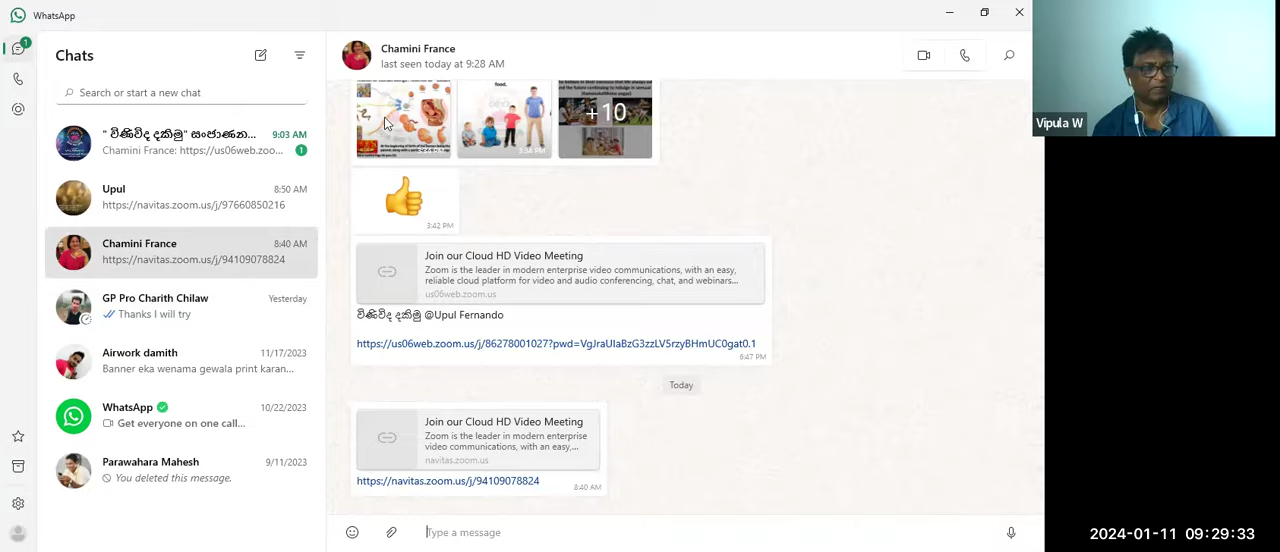 WhatsApp
1
Chats
Search or start a new chat
" විණිවිද දකිමු" සංජානන... 9:03 AM
Chamini France: https://us06web.zoo... 1
Upul 8:50 AM
https://navitas.zoom.us/j/97660850216
Chamini France 8:40 AM
https://navitas.zoom.us/j/94109078824
GP Pro Charith Chilaw Yesterday
Thanks I will try
Airwork damith 11/17/2023
Banner eka wenama gewala print karan...
WhatsApp 10/22/2023
Get everyone on one call...
Parawahara Mahesh 9/11/2023
You deleted this message.
Chamini France
last seen today at 9:28 AM
food.
+10
3:42 PM
Join our Cloud HD Video Meeting
Zoom is the leader in modern enterprise video communications, with an easy,
reliable cloud platform for video and audio conferencing, chat, and webinars...
us06web.zoom.us
විණිවිද දකිමු @Upul Fernando
https://us06web.zoom.us/j/86278001027?pwd=VgJraUIaBzG3zzLV5rzyBHmUC0gat0.1
6:47 PM
Today
Join our Cloud HD Video Meeting
Zoom is the leader in modern enterprise
video communications, with an easy,...
navitas.zoom.us
https://navitas.zoom.us/j/94109078824
8:40 AM
Type a message
Vipula W
2024-01-11 09:29:33